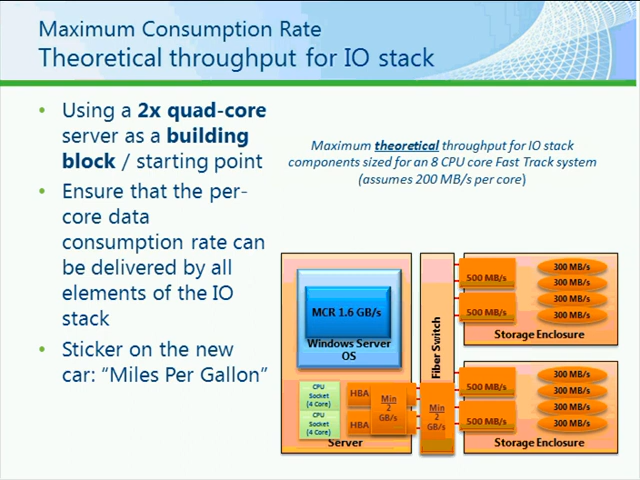 Maximum Consumption Rate
Theoretical throughput for IO stack
• Using a 2x quad-core
server as a building
block / starting point
• Ensure that the per-
core data
consumption rate can
be delivered by all
elements of the IO
stack
• Sticker on the new
car: "Miles Per Gallon"
Maximum theoretical throughput for IO stack
components sized for an 8 CPU core Fast Track system
(assumes 200 MB/s per core)
MCR 1.6 GB/s
Windows Server
OS
CPU
Socket
(4 Core)
CPU
Socket
(4 Core)
HBA
HBA
Min
2
GB/s
Server
Fiber Switch
Min
2
GB/s
500 MB/s
500 MB/s
300 MB/s
300 MB/s
300 MB/s
300 MB/s
Storage Enclosure
500 MB/s
500 MB/s
300 MB/s
300 MB/s
300 MB/s
300 MB/s
Storage Enclosure